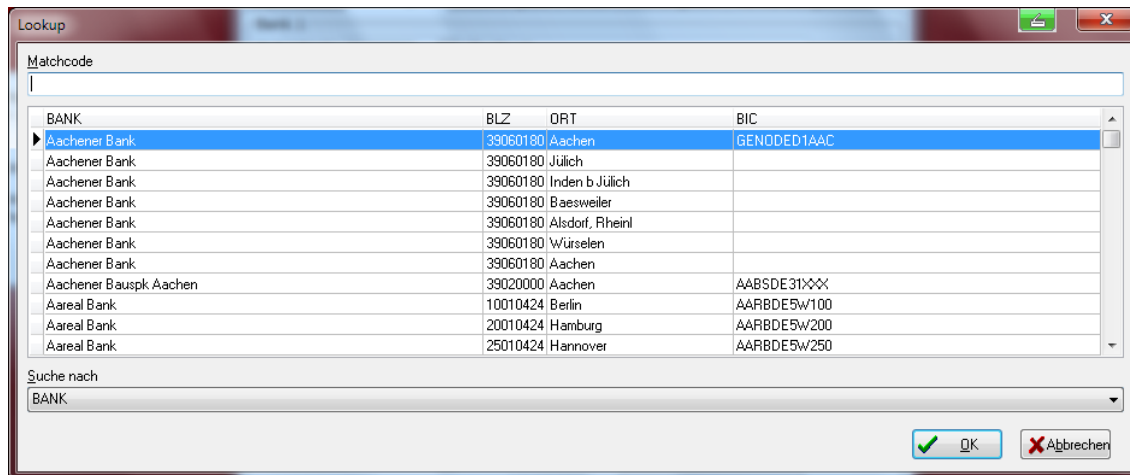 Lookup
Matchcode
BANK BLZ ORT BIC
Aachener Bank 39060180 Aachen GENODED1AAC
Aachener Bank 39060180 Jülich
Aachener Bank 39060180 Inden b Jülich
Aachener Bank 39060180 Baesweiler
Aachener Bank 39060180 Alsdorf, Rheinl
Aachener Bank 39060180 Würselen
Aachener Bank 39060180 Aachen
Aachener Bauspk Aachen 39020000 Aachen AABSDE31XXX
Aareal Bank 10010424 Berlin AARBDE5W100
Aareal Bank 20010424 Hamburg AARBDE5W200
Aareal Bank 25010424 Hannover AARBDE5W250
Suche nach
BANK
OK Abbrechen